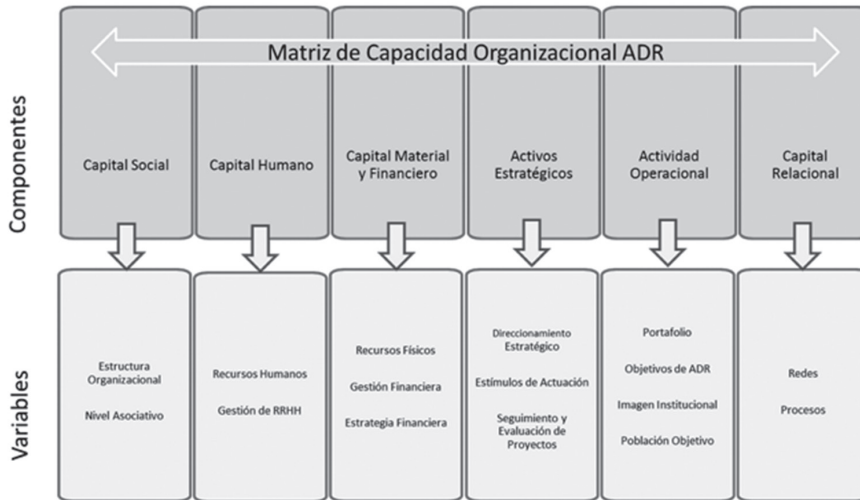 Matriz de Capacidad Organizacional ADR
Componentes
Capital Social
Capital Humano
Capital Material
y Financiero
Activos
Estratégicos
Actividad
Operacional
Capital
Relacional
Variables
Estructura
Organizacional
Nivel Asociativo
Recursos Humanos
Gestión de RRHH
Recursos Físicos
Gestión Financiera
Estrategia Financiera
Direccionamiento
Estratégico
Estímulos de Actuación
Seguimiento y
Evaluación de
Proyectos
Portafolio
Objetivos de ADR
Imagen Institucional
Población Objetivo
Redes
Procesos